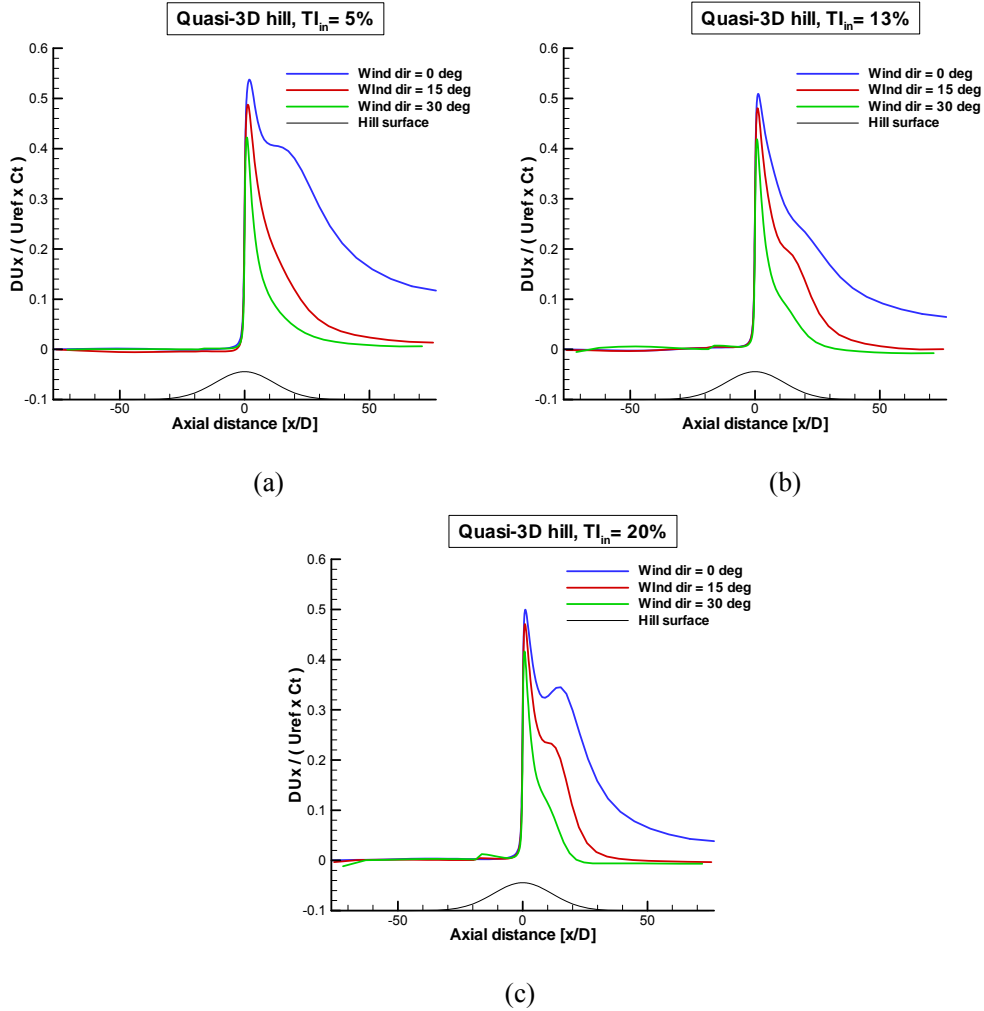 Quasi-3D hill, TIin= 5%
0.6
0.5
0.4
0.3
0.2
0.1
0
-0.1
DUx / ( Uref x Ct )
Wind dir = 0 deg
WInd dir = 15 deg
Wind dir = 30 deg
Hill surface
-50
0
50
Axial distance [x/D]
(a)
Quasi-3D hill, TIin= 13%
0.6
0.5
0.4
0.3
0.2
0.1
0
-0.1
DUx / ( Uref x Ct )
Wind dir = 0 deg
WInd dir = 15 deg
Wind dir = 30 deg
Hill surface
-50
0
50
Axial distance [x/D]
(b)
Quasi-3D hill, TIin= 20%
0.6
0.5
0.4
0.3
0.2
0.1
0
-0.1
DUx / ( Uref x Ct )
Wind dir = 0 deg
WInd dir = 15 deg
Wind dir = 30 deg
Hill surface
-50
0
50
Axial distance [x/D]
(c)